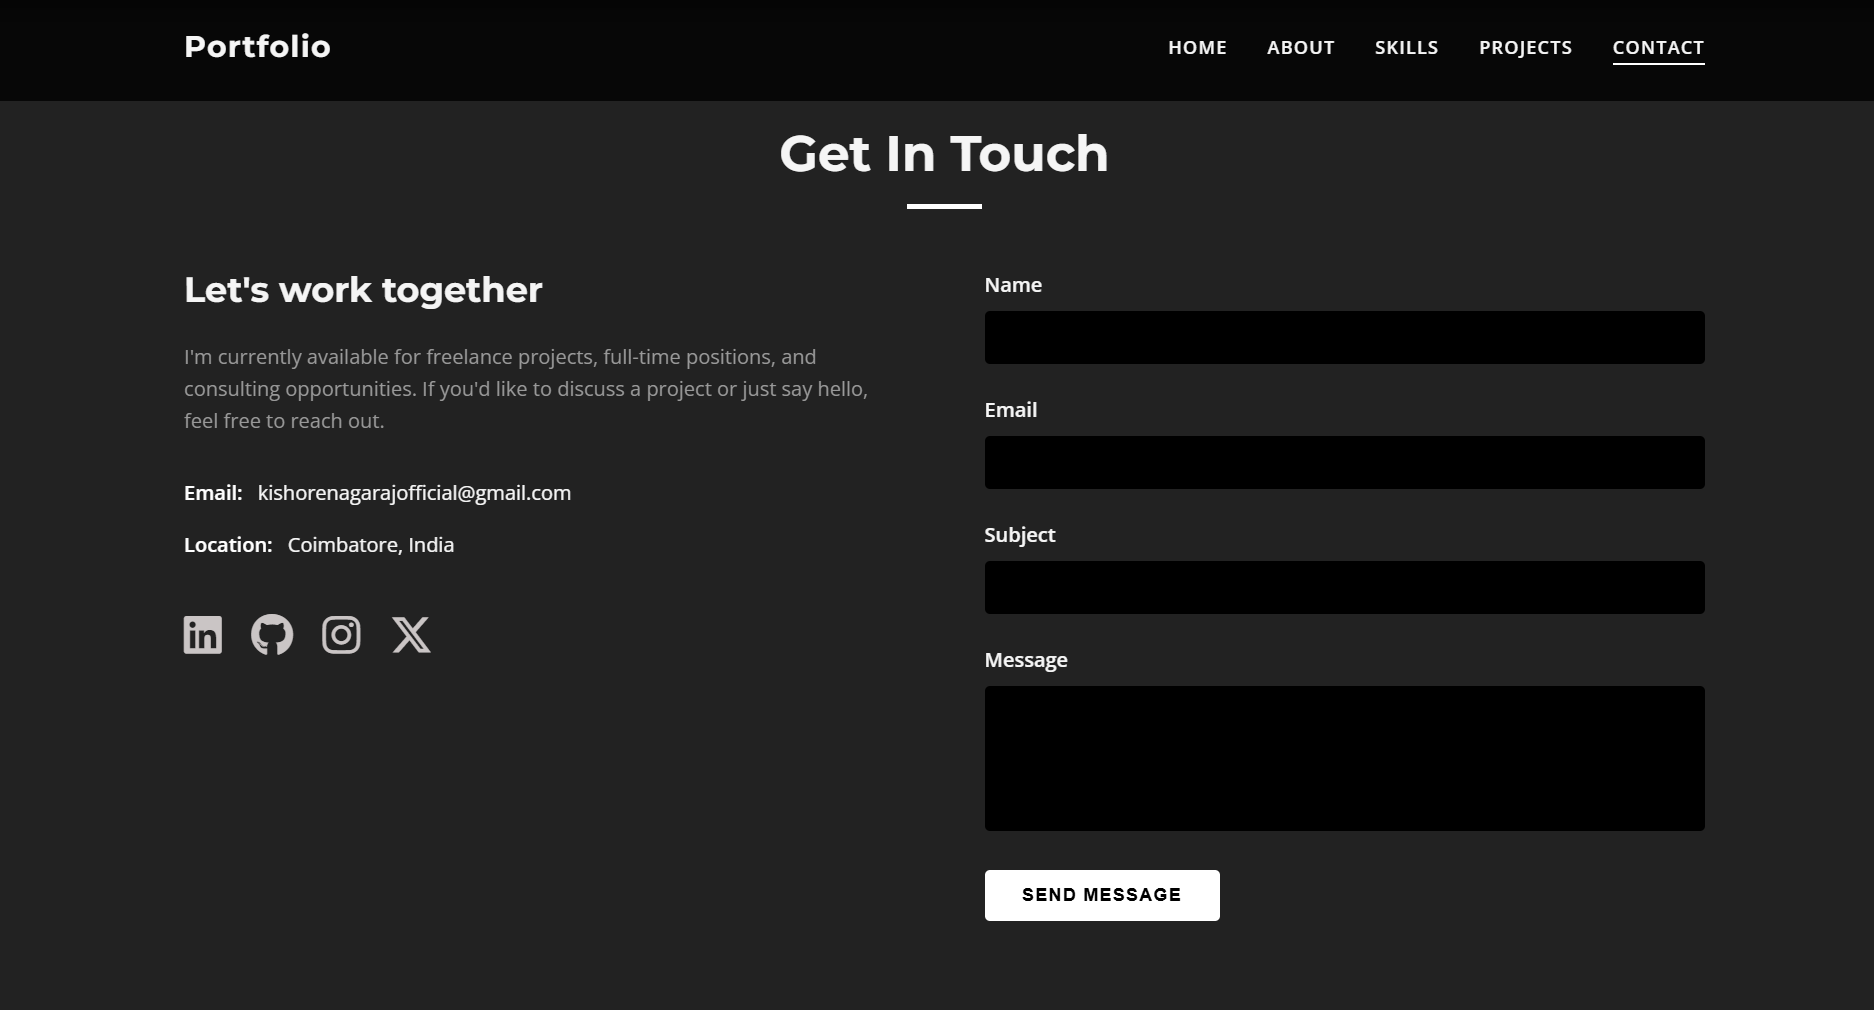 Portfolio
HOME ABOUT SKILLS PROJECTS CONTACT
Get In Touch
Let's work together
I'm currently available for freelance projects, full-time positions, and
consulting opportunities. If you'd like to discuss a project or just say hello,
feel free to reach out.
Email: kishorenagarajofficial@gmail.com
Location: Coimbatore, India
in
Name
Email
Subject
Message
SEND MESSAGE